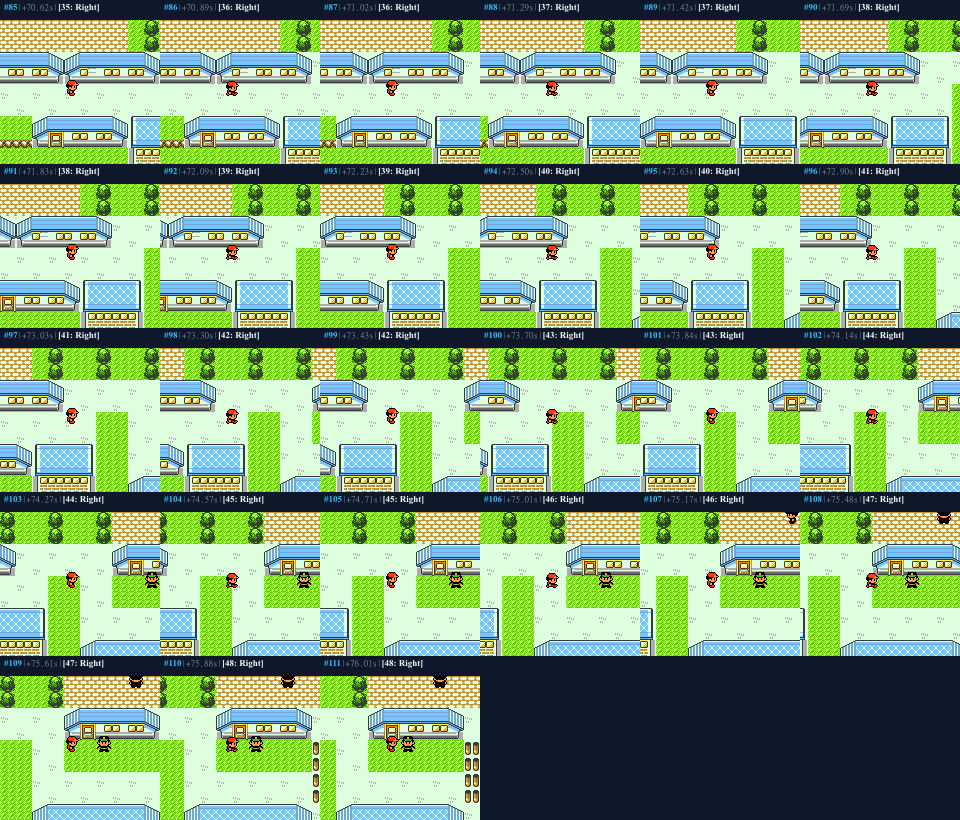 #85 | +70.62s | [35: Right] #86 | +70.89s | [36: Right] #87 | +71.02s | [36: Right] #88 | +71.29s | [37: Right] #89 | +71.42s | [37: Right] #90 | +71.69s | [38: Right]
#91 | +71.83s | [38: Right] #92 | +72.09s | [39: Right] #93 | +72.23s | [39: Right] #94 | +72.50s | [40: Right] #95 | +72.63s | [40: Right] #96 | +72.90s | [41: Right]
#97 | +73.03s | [41: Right] #98 | +73.30s | [42: Right] #99 | +73.43s | [42: Right] #100 | +73.70s | [43: Right] #101 | +73.84s | [43: Right] #102 | +74.14s | [44: Right]
#103 | +74.27s | [44: Right] #104 | +74.57s | [45: Right] #105 | +74.71s | [45: Right] #106 | +75.01s | [46: Right] #107 | +75.17s | [46: Right] #108 | +75.48s | [47: Right]
#109 | +75.61s | [47: Right] #110 | +75.88s | [48: Right] #111 | +76.01s | [48: Right]